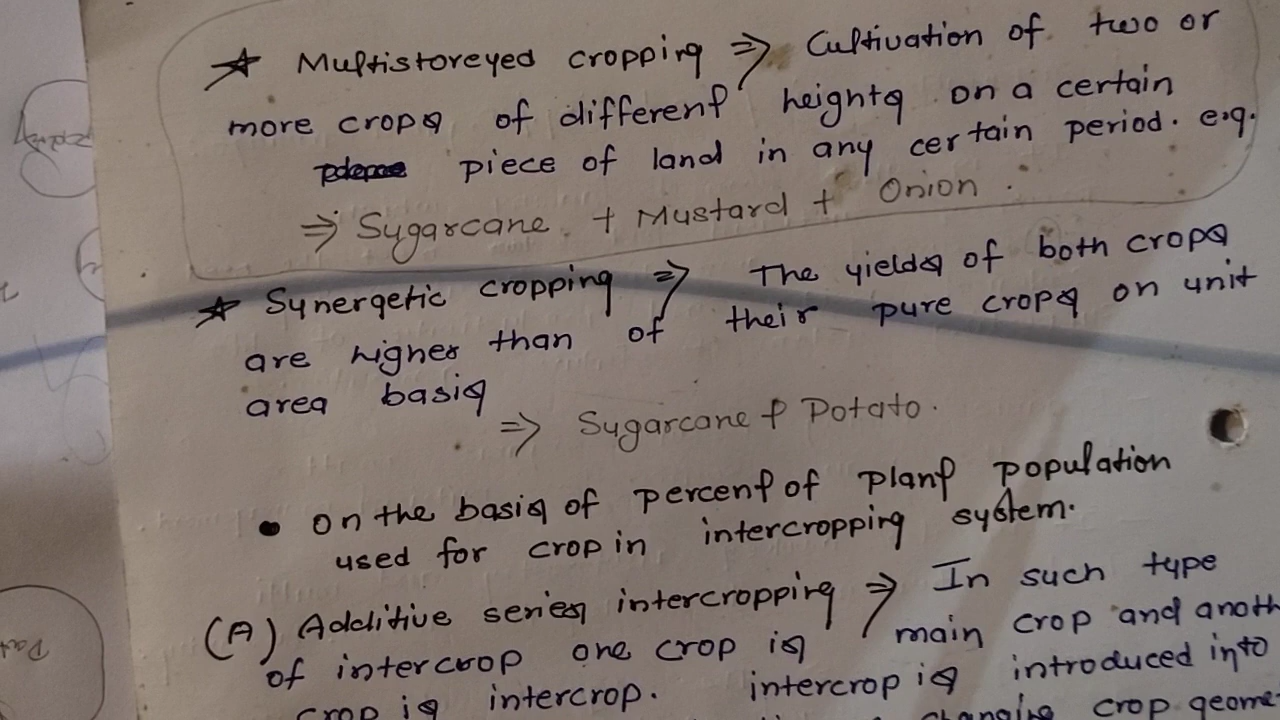 ★ Multistoreyed cropping ⇒ Cultivation of two or
more crops of different heights on a certain
piece of land in any certain period. e.g.
⇒ Sugarcane + Mustard + Onion.
★ Synergetic cropping ⇒ The yields of both crops
are higher than of their pure crops on unit
area basis
⇒ Sugarcane + Potato.
• on the basis of percent of plant population
used for crop in intercropping system.
(A) Additive series intercropping ⇒ In such type
of intercrop one crop is main crop and anoth
crop is intercrop. intercrop is introduced into
changing crop geome